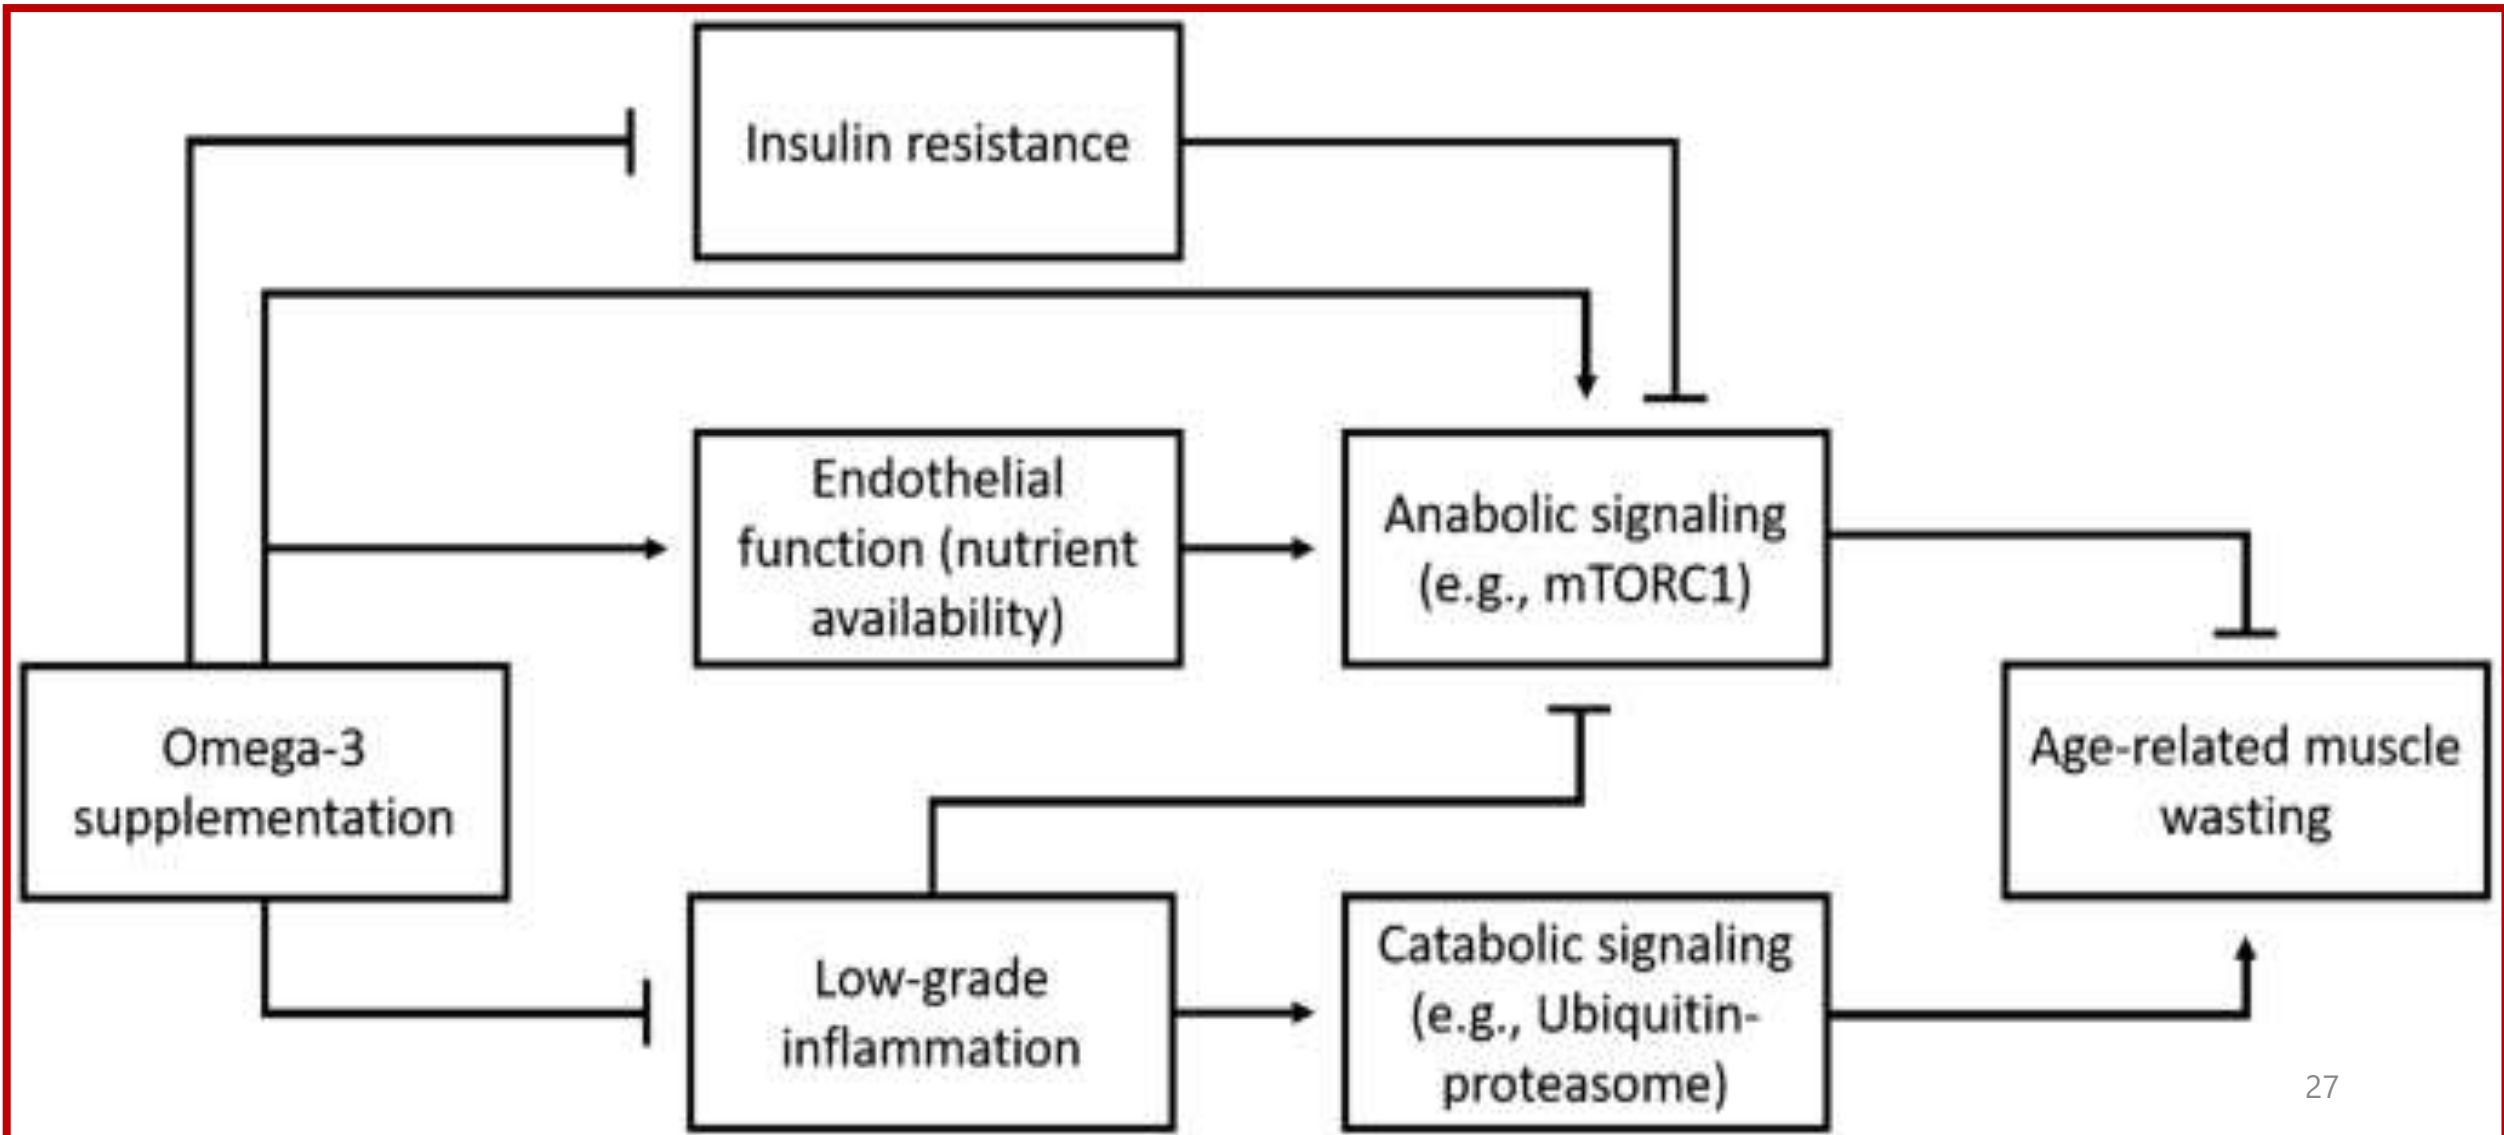 Insulin resistance
Endothelial
function (nutrient
availability)
Anabolic signaling
(e.g., mTORC1)
Omega-3
supplementation
Age-related muscle
wasting
Low-grade
inflammation
Catabolic signaling
(e.g., Ubiquitin-
proteasome)
27